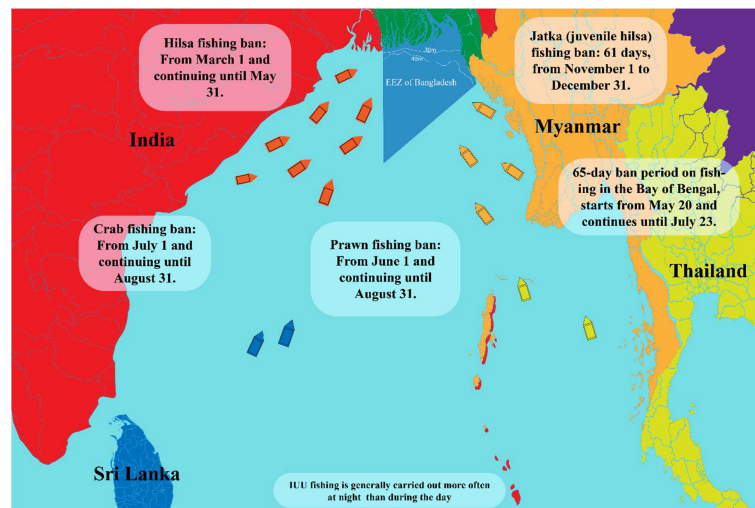 Hilsa fishing ban:
From March 1 and
continuing until May
31.
Jatka (juvenile hilsa)
fishing ban: 61 days,
from November 1 to
December 31.
EEZ of Bangladesh
India
Myanmar
65-day ban period on fish-
ing in the Bay of Bengal,
starts from May 20 and
continues until July 23.
Crab fishing ban:
From July 1 and
continuing until
August 31.
Prawn fishing ban:
From June 1 and
continuing until
August 31.
Thailand
Sri Lanka
IUU fishing is generally carried out more often
at night than during the day